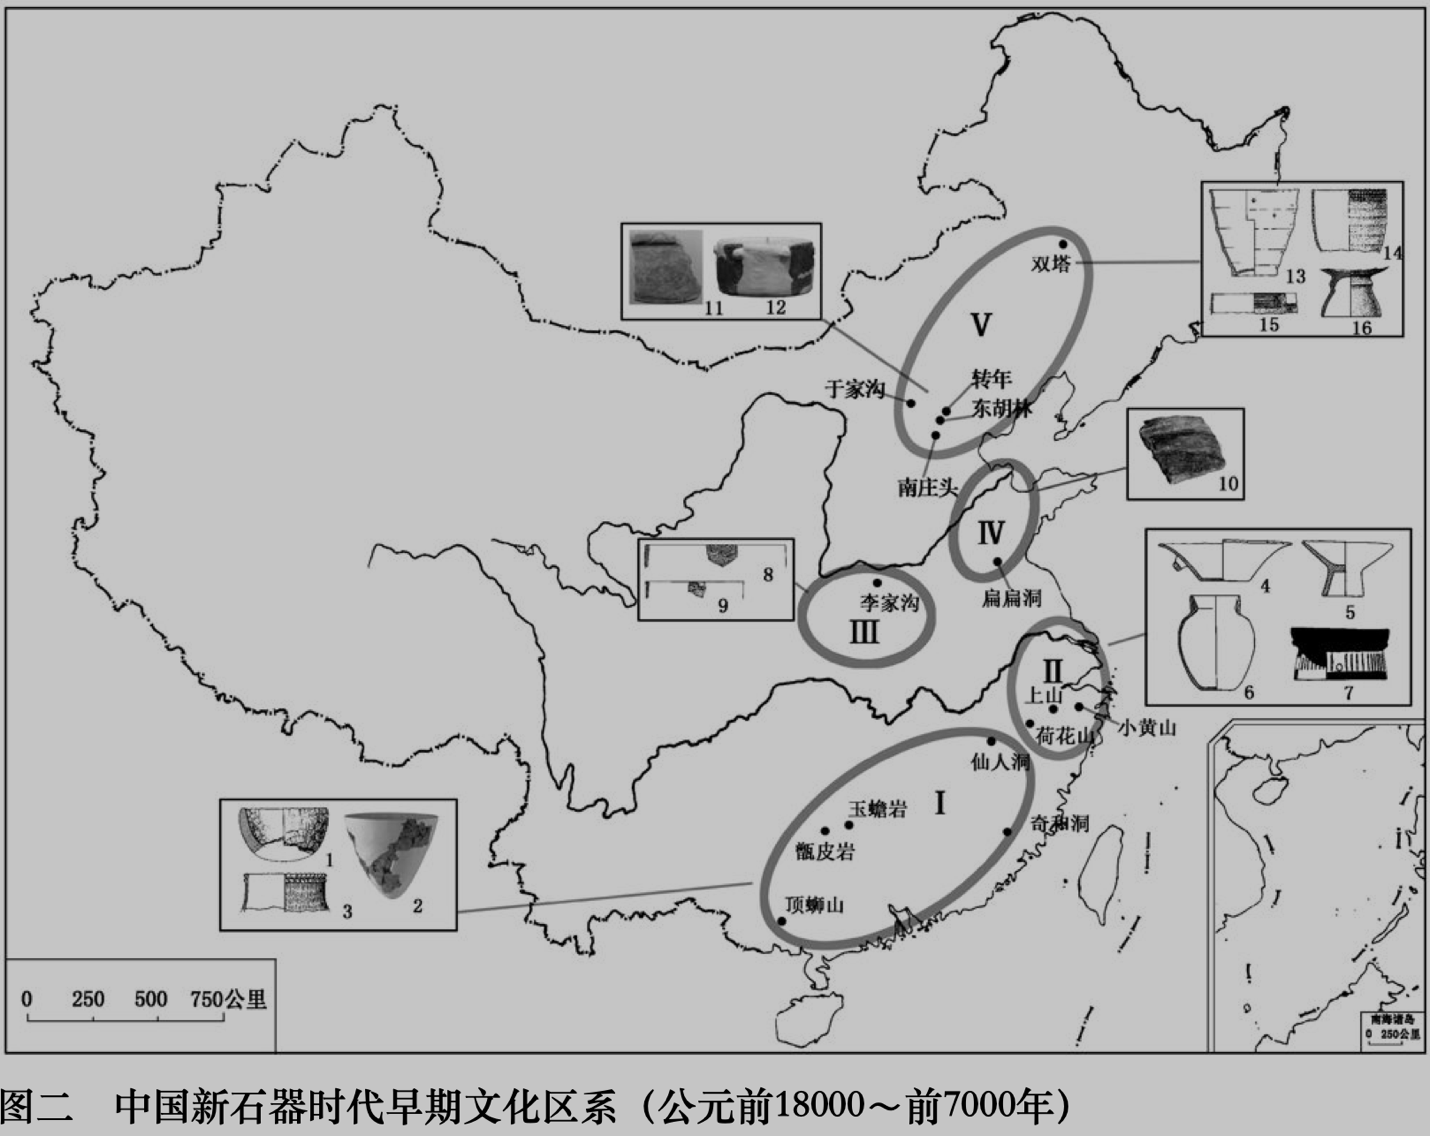 双塔
13
14
15
16
11
12
V
转年
于家沟
东胡林
南庄头
10
IV
扁扁洞
8
9
李家沟
III
4
5
6
7
II
上山
小黄山
荷花山
仙人洞
I
玉蟾岩
奇和洞
甑皮岩
顶蛳山
1
2
3
0 250 500 750公里
南海诸岛
0 250公里
图二 中国新石器时代早期文化区系（公元前18000～前7000年）